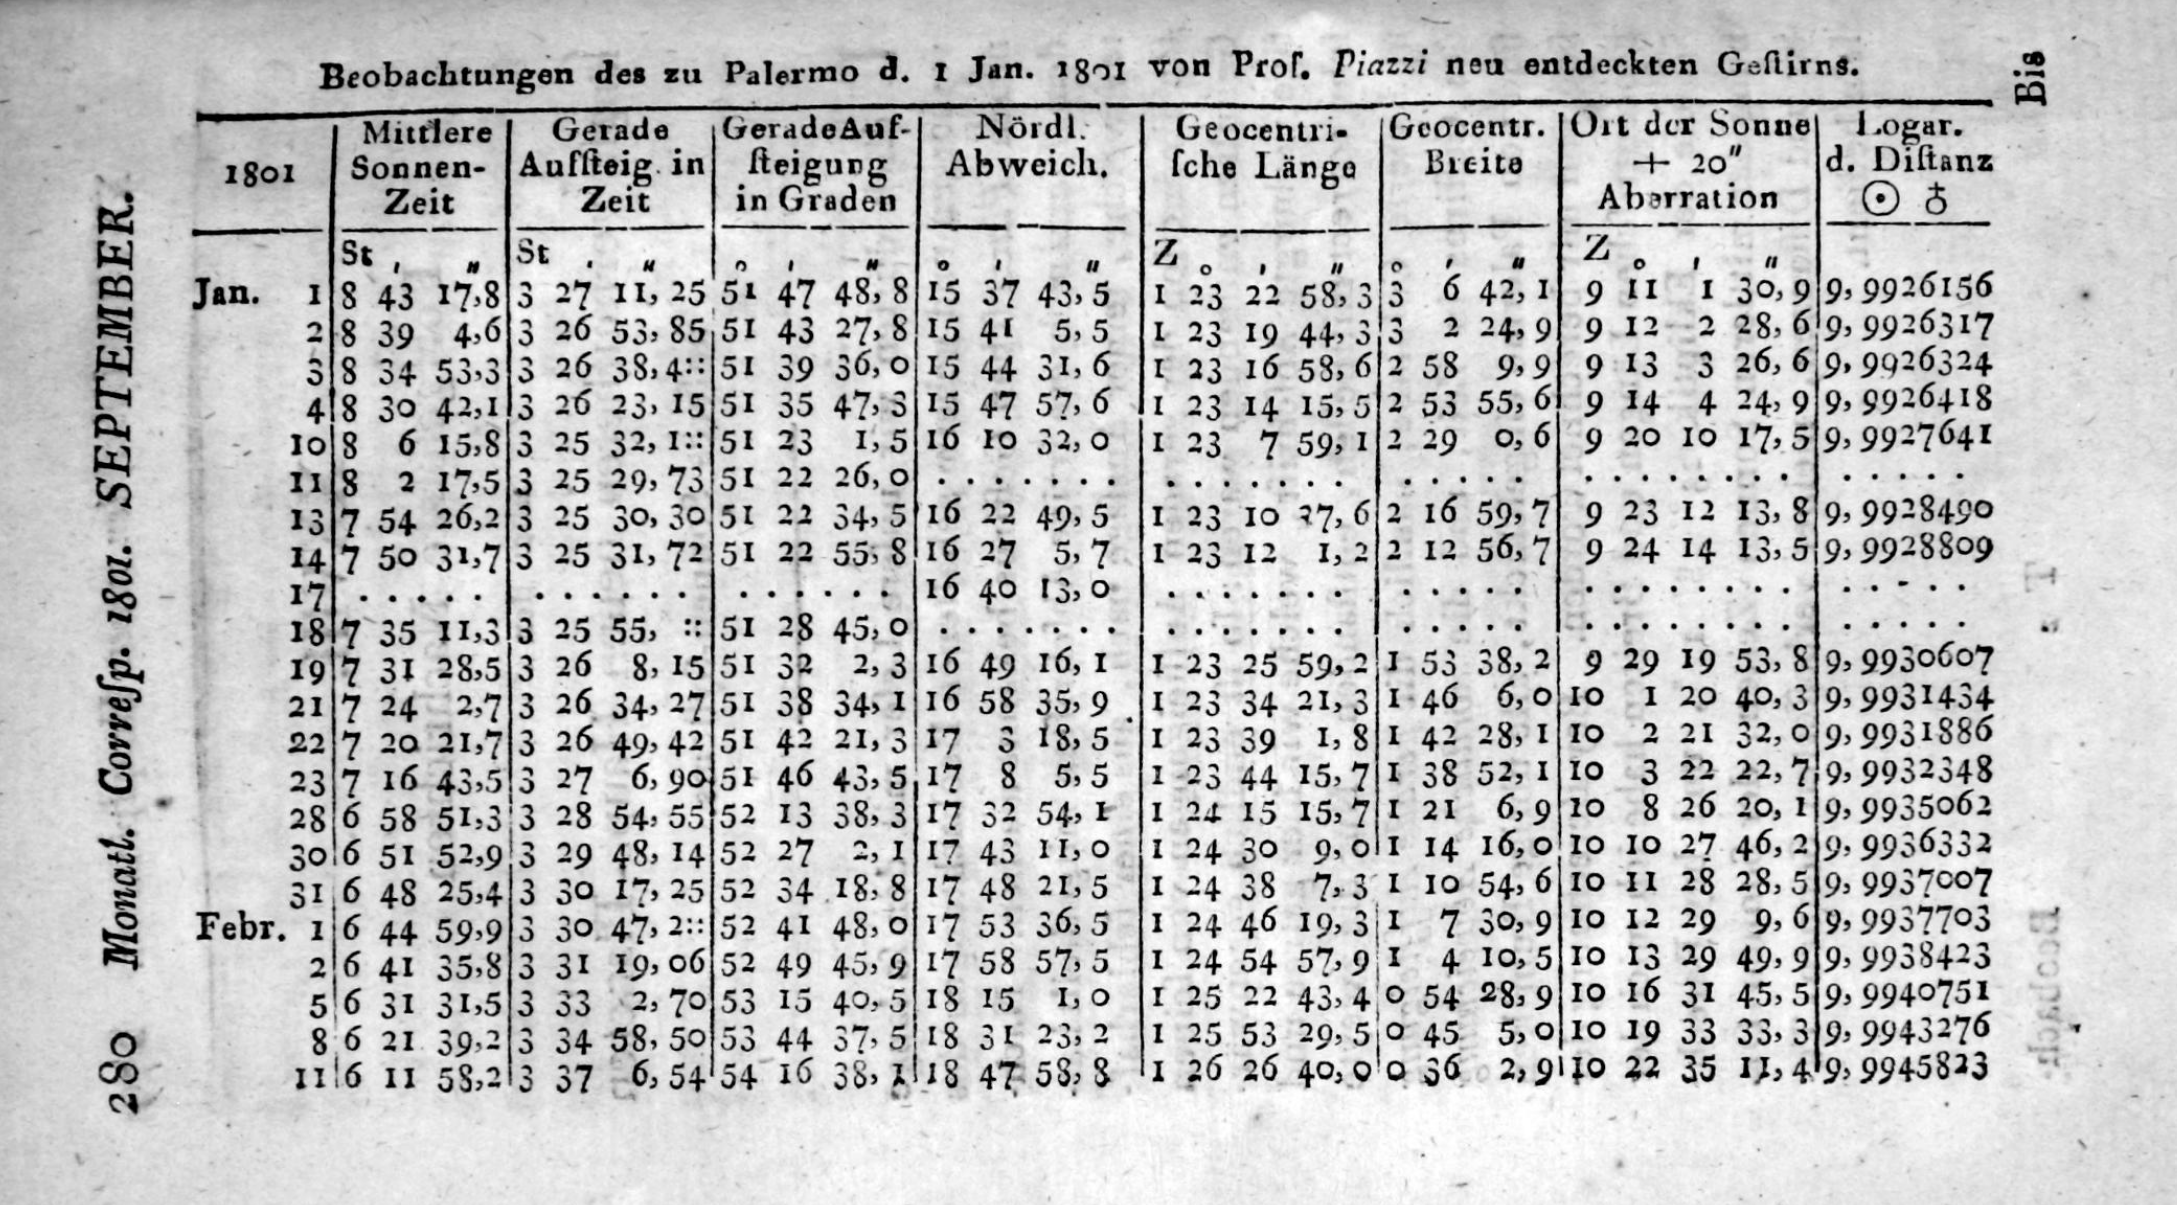 Beobachtungen des zu Palermo d. 1 Jan. 1801 von Prof. Piazzi neu entdeckten Geſtirns.
1801 | Mittlere Sonnen-Zeit | Gerade Aufſteig. in Zeit | Gerade Auf-ſteigung in Graden | Nördl. Abweich. | Geocentri-ſche Länge | Geocentr. Breite | Ort der Sonne + 20″ Aberration | Logar. d. Diſtanz ☉ ♁
St ′ ″ | St ′ ″ | ° ′ ″ | ° ′ ″ | Z ° ′ ″ | ° ′ ″ | Z ° ′ ″
Jan. 1 | 8 43 17,8 | 3 27 11,25 | 51 47 48,8 | 15 37 43,5 | 1 23 22 58,3 | 3 6 42,1 | 9 11 1 30,9 | 9,9926156
2 | 8 39 4,6 | 3 26 53,85 | 51 43 27,8 | 15 41 5,5 | 1 23 19 44,3 | 3 2 24,9 | 9 12 2 28,6 | 9,9926317
3 | 8 34 53,3 | 3 26 38,4:: | 51 39 36,0 | 15 44 31,6 | 1 23 16 58,6 | 2 58 9,9 | 9 13 3 26,6 | 9,9926324
4 | 8 30 42,1 | 3 26 23,15 | 51 35 47,3 | 15 47 57,6 | 1 23 14 15,5 | 2 53 55,6 | 9 14 4 24,9 | 9,9926418
10 | 8 6 15,8 | 3 25 32,1:: | 51 23 1,5 | 16 10 32,0 | 1 23 7 59,1 | 2 29 0,6 | 9 20 10 17,5 | 9,9927641
11 | 8 2 17,5 | 3 25 29,73 | 51 22 26,0 | . . . . . . . | . . . . . . . | . . . . . | . . . . . . . . | . . . . .
13 | 7 54 26,2 | 3 25 30,30 | 51 22 34,5 | 16 22 49,5 | 1 23 10 27,6 | 2 16 59,7 | 9 23 12 13,8 | 9,9928490
14 | 7 50 31,7 | 3 25 31,72 | 51 22 55,8 | 16 27 5,7 | 1 23 12 1,2 | 2 12 56,7 | 9 24 14 13,5 | 9,9928809
17 | . . . . . | . . . . . . | . . . . . . | 16 40 13,0 | . . . . . . . | . . . . . | . . . . . . . . | . . . . .
18 | 7 35 11,3 | 3 25 55, :: | 51 28 45,0 | . . . . . . . | . . . . . . . | . . . . . | . . . . . . . . | . . . . .
19 | 7 31 28,5 | 3 26 8,15 | 51 32 2,3 | 16 49 16,1 | 1 23 25 59,2 | 1 53 38,2 | 9 29 19 53,8 | 9,9930607
21 | 7 24 2,7 | 3 26 34,27 | 51 38 34,1 | 16 58 35,9 | 1 23 34 21,3 | 1 46 6,0 | 10 1 20 40,3 | 9,9931434
22 | 7 20 21,7 | 3 26 49,42 | 51 42 21,3 | 17 3 18,5 | 1 23 39 1,8 | 1 42 28,1 | 10 2 21 32,0 | 9,9931886
23 | 7 16 43,5 | 3 27 6,90 | 51 46 43,5 | 17 8 5,5 | 1 23 44 15,7 | 1 38 52,1 | 10 3 22 22,7 | 9,9932348
28 | 6 58 51,3 | 3 28 54,55 | 52 13 38,3 | 17 32 54,1 | 1 24 15 15,7 | 1 21 6,9 | 10 8 26 20,1 | 9,9935062
30 | 6 51 52,9 | 3 29 48,14 | 52 27 2,1 | 17 43 11,0 | 1 24 30 9,0 | 1 14 16,0 | 10 10 27 46,2 | 9,9936332
31 | 6 48 25,4 | 3 30 17,25 | 52 34 18,8 | 17 48 21,5 | 1 24 38 7,3 | 1 10 54,6 | 10 11 28 28,5 | 9,9937007
Febr. 1 | 6 44 59,9 | 3 30 47,2:: | 52 41 48,0 | 17 53 36,5 | 1 24 46 19,3 | 1 7 30,9 | 10 12 29 9,6 | 9,9937703
2 | 6 41 35,8 | 3 31 19,06 | 52 49 45,9 | 17 58 57,5 | 1 24 54 57,9 | 1 4 10,5 | 10 13 29 49,9 | 9,9938423
5 | 6 31 31,5 | 3 33 2,70 | 53 15 40,5 | 18 15 1,0 | 1 25 22 43,4 | 0 54 28,9 | 10 16 31 45,5 | 9,9940751
8 | 6 21 39,2 | 3 34 58,50 | 53 44 37,5 | 18 31 23,2 | 1 25 53 29,5 | 0 45 5,0 | 10 19 33 33,3 | 9,9943276
11 | 6 11 58,2 | 3 37 6,54 | 54 16 38,1 | 18 47 58,8 | 1 26 26 40,0 | 0 36 2,9 | 10 22 35 11,4 | 9,9945823
280 Monatl. Correſp. 1801. SEPTEMBER.
Bis